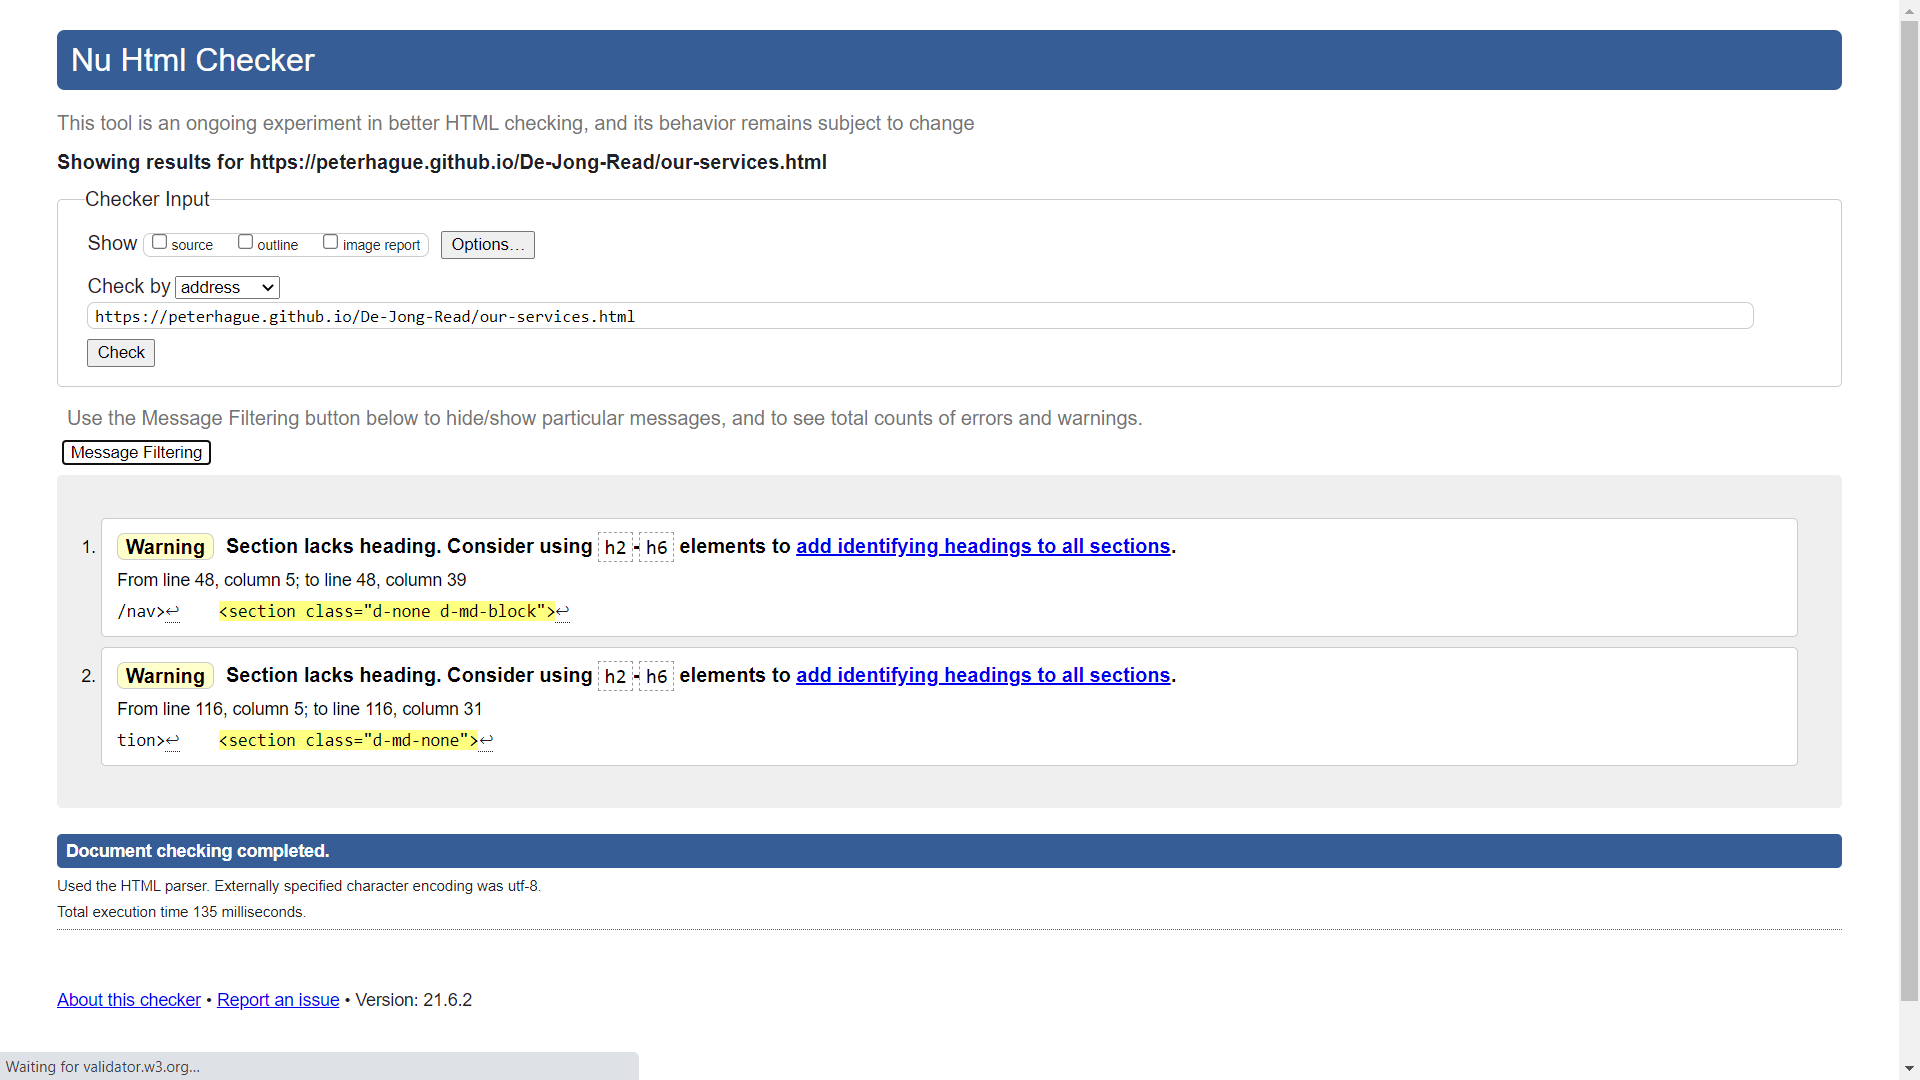 Nu Html Checker
This tool is an ongoing experiment in better HTML checking, and its behavior remains subject to change
Showing results for https://peterhague.github.io/De-Jong-Read/our-services.html
Checker Input
Show source outline image report Options…
Check by address
https://peterhague.github.io/De-Jong-Read/our-services.html
Check
Use the Message Filtering button below to hide/show particular messages, and to see total counts of errors and warnings.
Message Filtering
1. Warning Section lacks heading. Consider using h2-h6 elements to add identifying headings to all sections.
From line 48, column 5; to line 48, column 39
/nav>↩ <section class="d-none d-md-block">↩
2. Warning Section lacks heading. Consider using h2-h6 elements to add identifying headings to all sections.
From line 116, column 5; to line 116, column 31
tion>↩ <section class="d-md-none">↩
Document checking completed.
Used the HTML parser. Externally specified character encoding was utf-8.
Total execution time 135 milliseconds.
About this checker • Report an issue • Version: 21.6.2
Waiting for validator.w3.org...